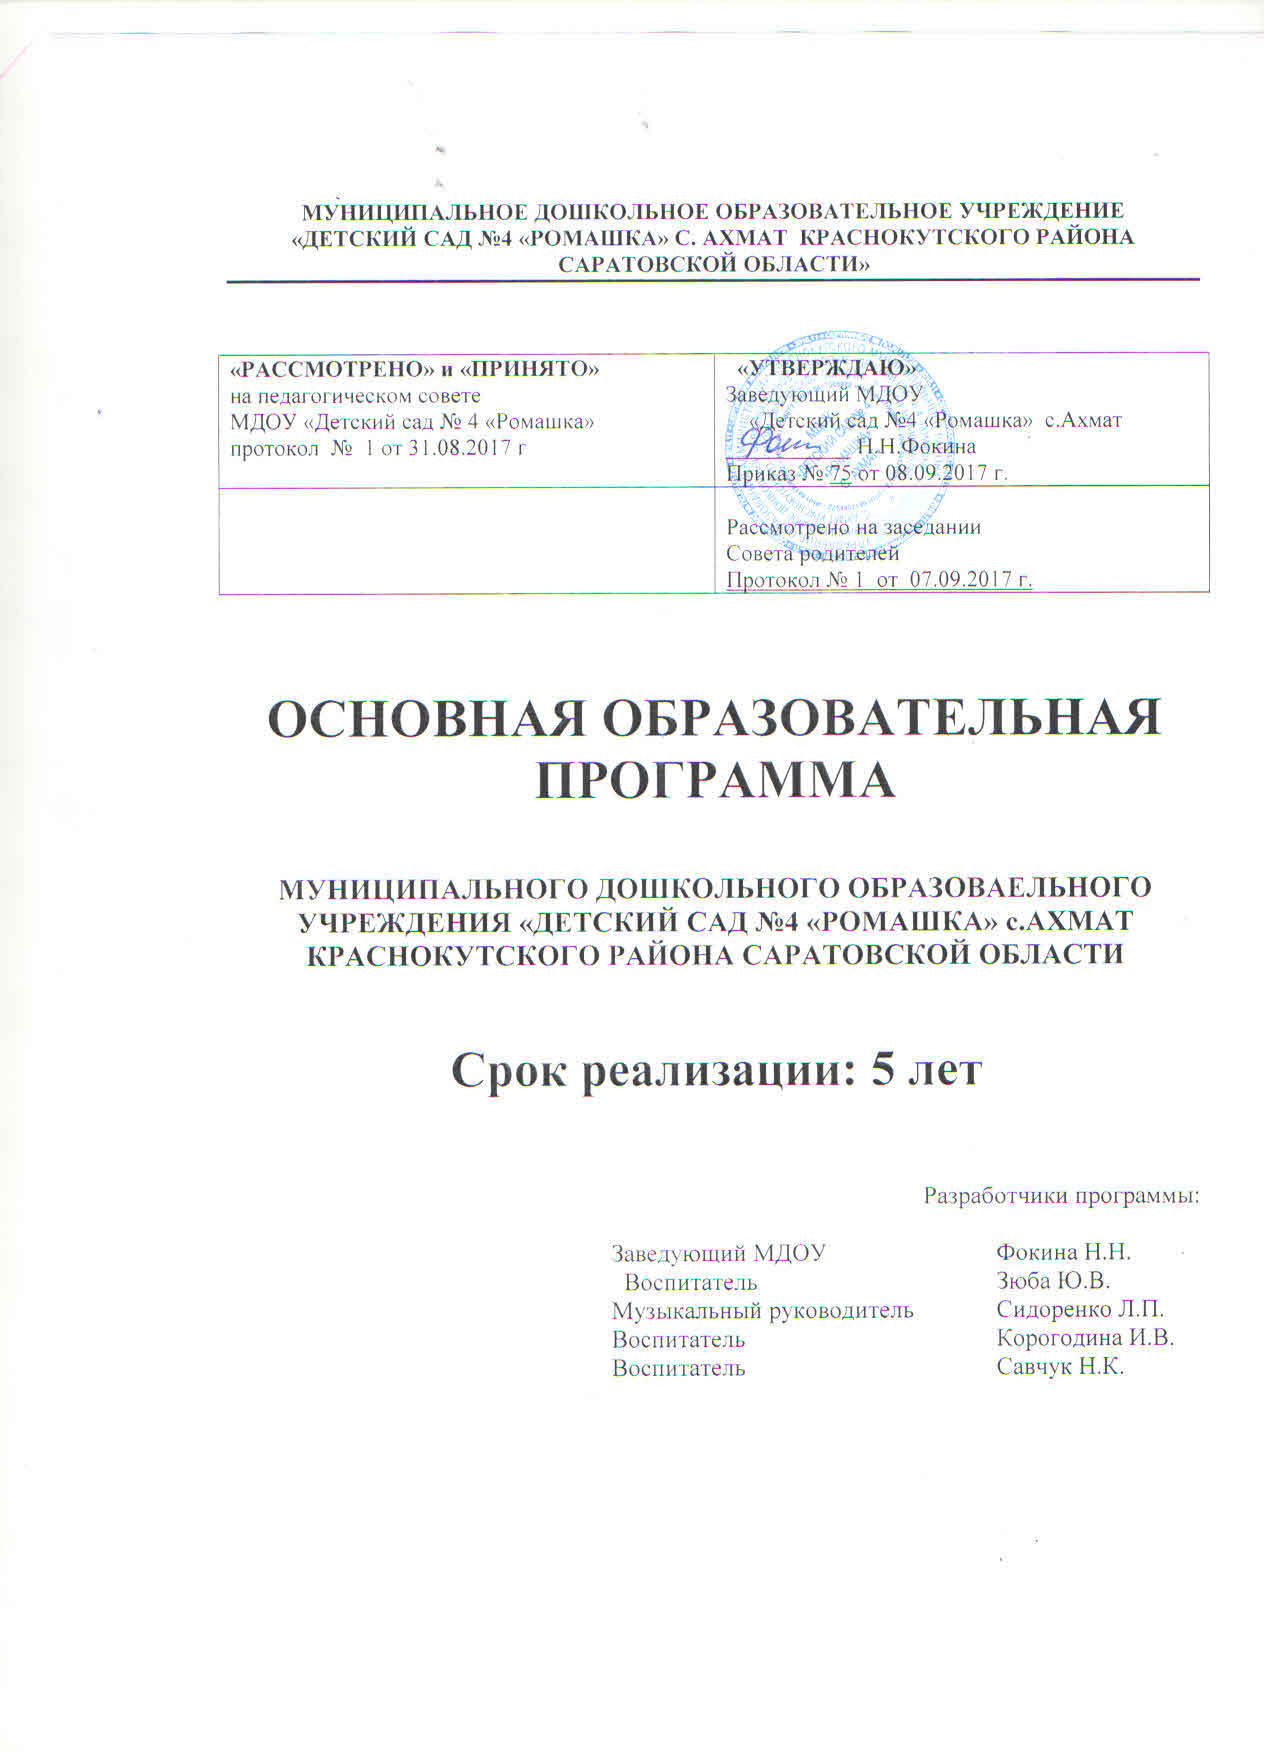 МУНИЦИПАЛЬНОЕ ДОШКОЛЬНОЕ ОБРАЗОВАТЕЛЬНОЕ УЧРЕЖДЕНИЕ
«ДЕТСКИЙ САД №4 «РОМАШКА» С. АХМАТ КРАСНОКУТСКОГО РАЙОНА
САРАТОВСКОЙ ОБЛАСТИ»
«РАССМОТРЕНО» и «ПРИНЯТО»
на педагогическом совете
МДОУ «Детский сад № 4 «Ромашка»
протокол № 1 от 31.08.2017 г
«УТВЕРЖДАЮ»
Заведующий МДОУ
«Детский сад №4 «Ромашка» с.Ахмат
Н.Н.Фокина
Приказ № 75 от 08.09.2017 г.
Рассмотрено на заседании
Совета родителей
Протокол № 1 от 07.09.2017 г.
ОСНОВНАЯ ОБРАЗОВАТЕЛЬНАЯ
ПРОГРАММА
МУНИЦИПАЛЬНОГО ДОШКОЛЬНОГО ОБРАЗОВАЕЛЬНОГО
УЧРЕЖДЕНИЯ «ДЕТСКИЙ САД №4 «РОМАШКА» с.АХМАТ
КРАСНОКУТСКОГО РАЙОНА САРАТОВСКОЙ ОБЛАСТИ
Срок реализации: 5 лет
Разработчики программы:
Заведующий МДОУ Фокина Н.Н.
Воспитатель Зюба Ю.В.
Музыкальный руководитель Сидоренко Л.П.
Воспитатель Корогодина И.В.
Воспитатель Савчук Н.К.